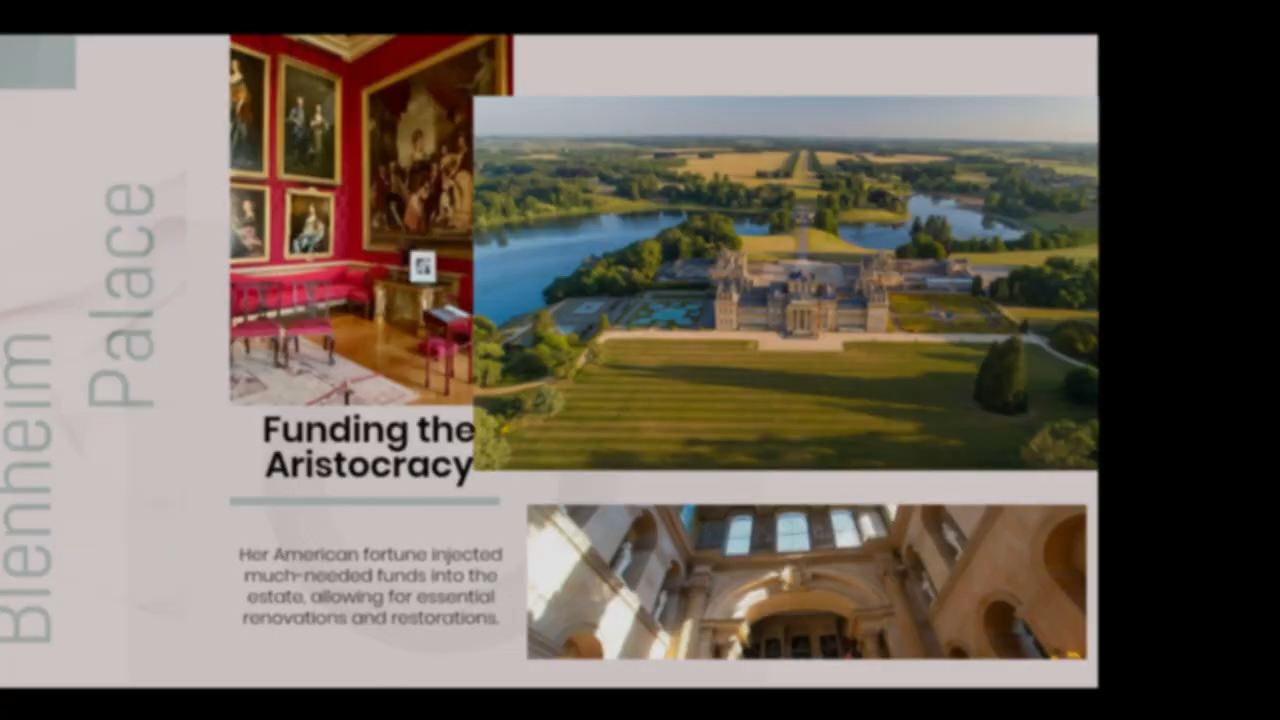 Blenheim
Palace
Funding the
Aristocracy
Her American fortune injected
much-needed funds into the
estate, allowing for essential
renovations and restorations.